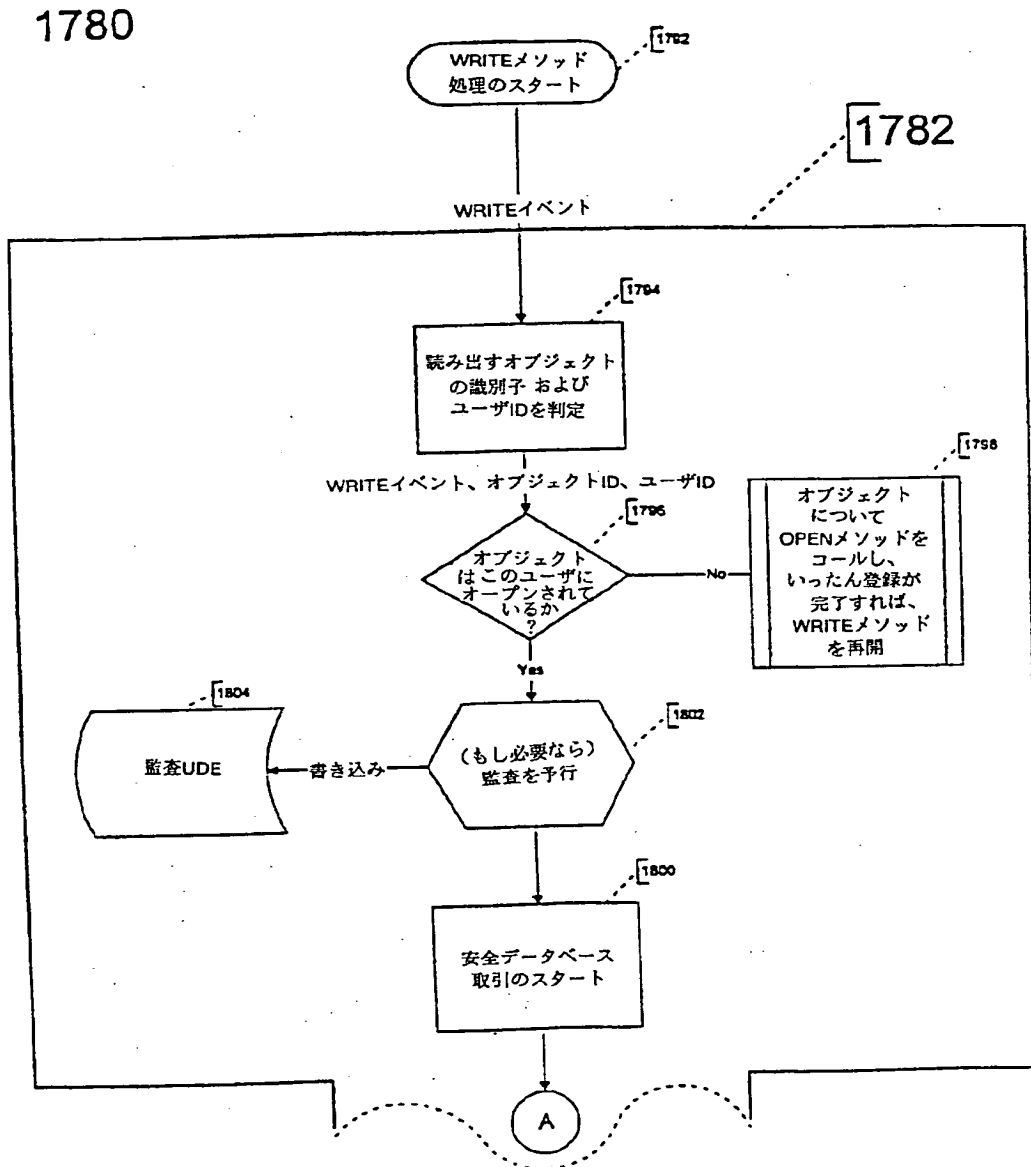 1780
WRITEメソッド
処理のスタート
1792
1782
WRITEイベント
1794
読み出すオブジェクト
の識別子 および
ユーザIDを判定
WRITEイベント、オブジェクトID、ユーザID
1796
オブジェクト
はこのユーザに
オープンされて
いるか
?
No
1798
オブジェクト
について
OPENメソッドを
コールし、
いったん登録が
完了すれば、
WRITEメソッド
を再開
Yes
1804
監査UDE
書き込み
1802
(もし必要なら)
監査を予行
1800
安全データベース
取引のスタート
A